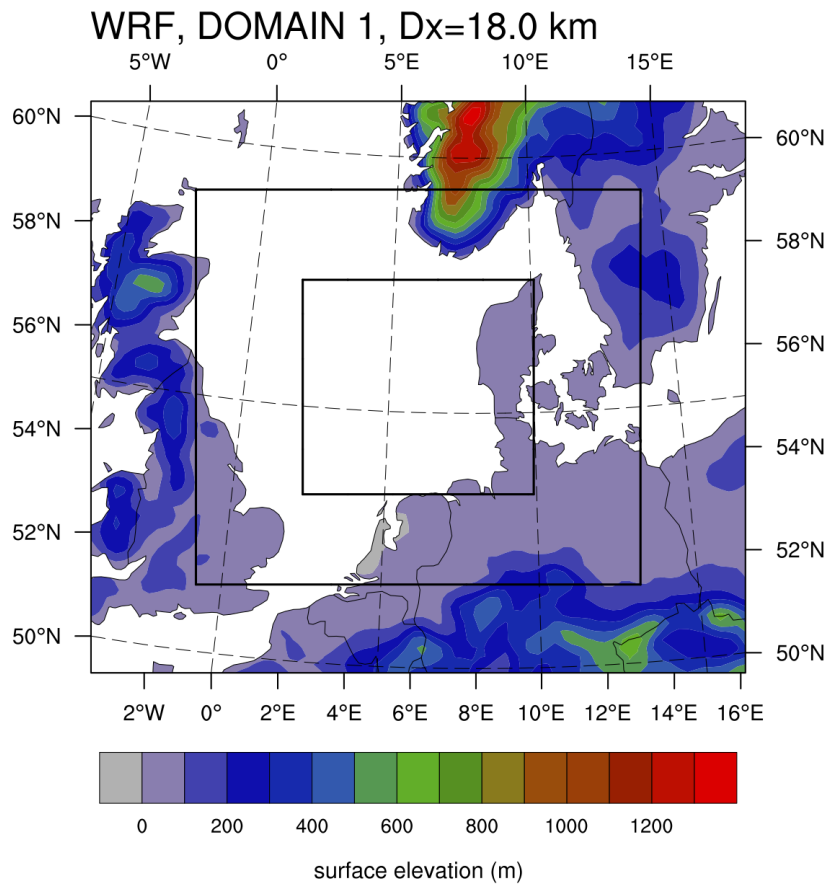 WRF, DOMAIN 1, Dx=18.0 km
5°W 0° 5°E 10°E 15°E
60°N 60°N
58°N 58°N
56°N 56°N
54°N 54°N
52°N 52°N
50°N 50°N
2°W 0° 2°E 4°E 6°E 8°E 10°E 12°E 14°E 16°E
0 200 400 600 800 1000 1200
surface elevation (m)